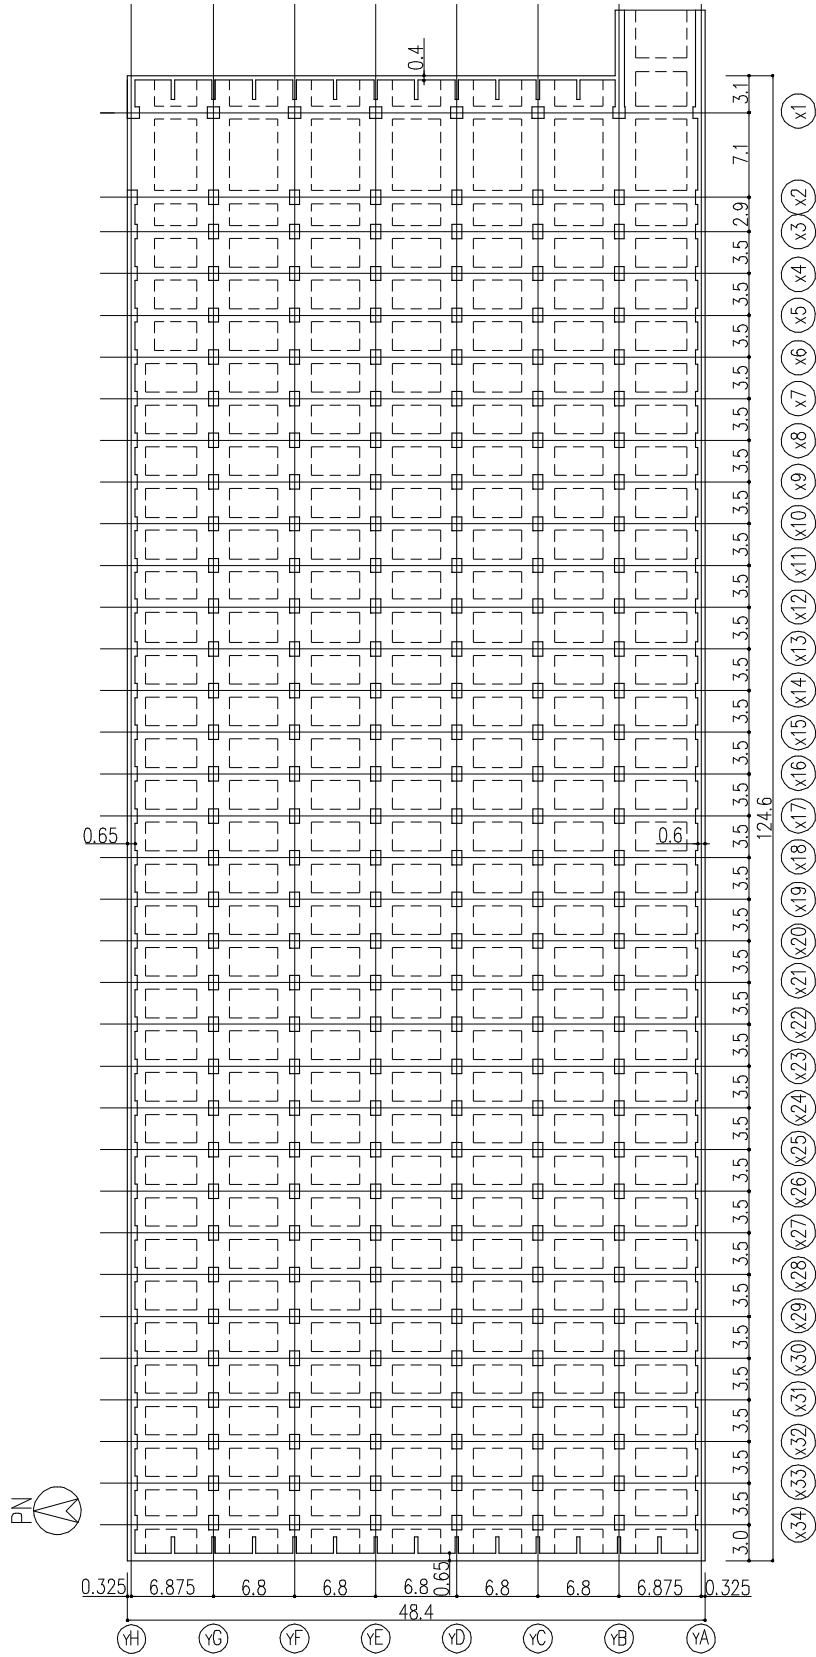 0.4
3.1
x1
7.1
x2
2.9
x3
3.5
x4
3.5
x5
3.5
x6
3.5
x7
3.5
x8
3.5
x9
3.5
x10
3.5
x11
3.5
x12
3.5
x13
3.5
x14
3.5
x15
3.5
x16
3.5
x17
124.6
0.65
0.6
3.5
x18
3.5
x19
3.5
x20
3.5
x21
3.5
x22
3.5
x23
3.5
x24
3.5
x25
3.5
x26
3.5
x27
3.5
x28
3.5
x29
3.5
x30
3.5
x31
3.5
x32
3.5
x33
3.5
x34
PN
3.0
0.65
0.325 6.875 6.8 6.8 6.8 6.8 6.8 6.875 0.325
48.4
YH YG YF YE YD YC YB YA